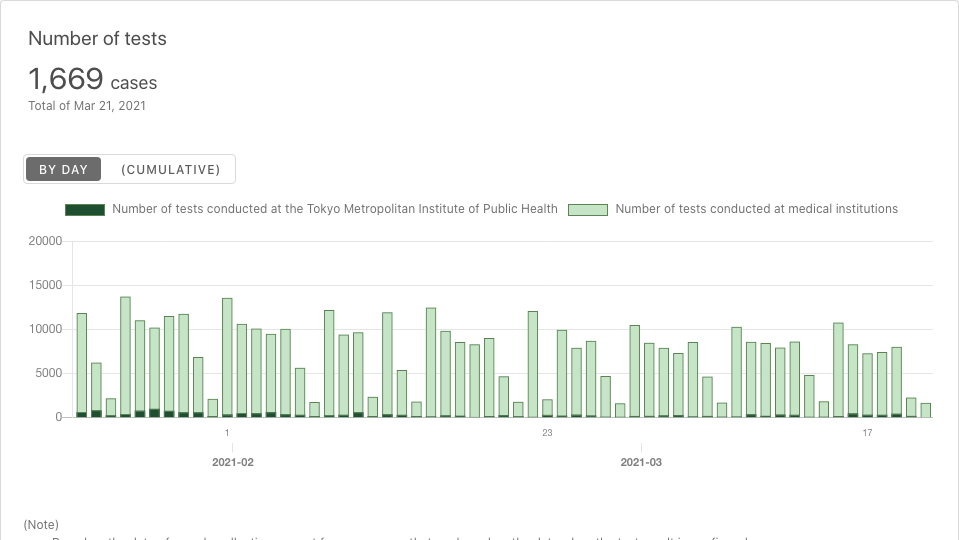 Number of tests
1,669 cases
Total of Mar 21, 2021
BY DAY (CUMULATIVE)
Number of tests conducted at the Tokyo Metropolitan Institute of Public Health Number of tests conducted at medical institutions
20000
15000
10000
5000
0
1 23 17
2021-02 2021-03
(Note)